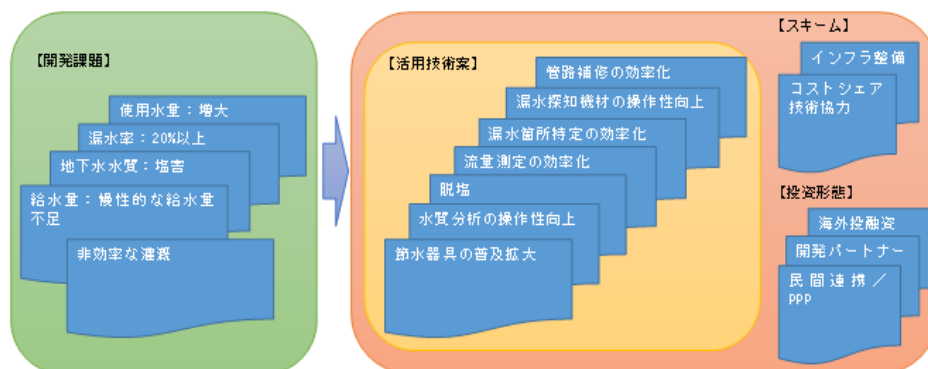 【開発課題】
使用水量：増大
漏水率：20%以上
地下水水質：塩害
給水量：慢性的な給水量
不足
非効率な灌漑
【活用技術案】
管路補修の効率化
漏水探知機材の操作性向上
漏水箇所特定の効率化
流量測定の効率化
脱塩
水質分析の操作性向上
節水器具の普及拡大
【スキーム】
インフラ整備
コストシェア
技術協力
【投資形態】
海外投融資
開発パートナー
民間連携／
PPP